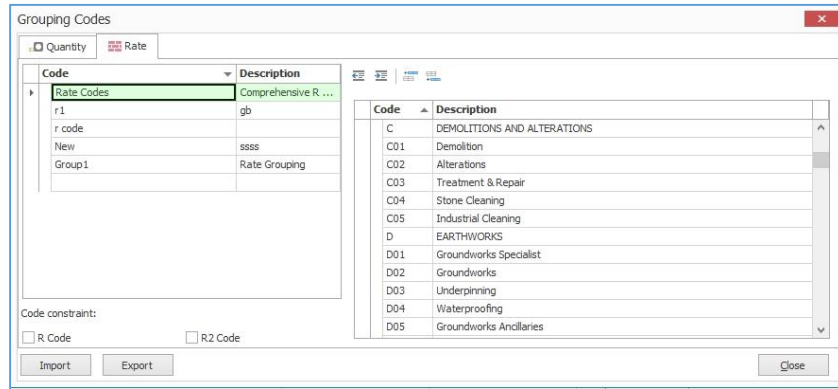 Grouping Codes
Quantity Rate
Code Description
Rate Codes Comprehensive R ...
r1 gb
r code
New ssss
Group1 Rate Grouping
Code constraint:
R Code R2 Code
Code Description
C DEMOLITIONS AND ALTERATIONS
C01 Demolition
C02 Alterations
C03 Treatment & Repair
C04 Stone Cleaning
C05 Industrial Cleaning
D EARTHWORKS
D01 Groundworks Specialist
D02 Groundworks
D03 Underpinning
D04 Waterproofing
D05 Groundworks Ancillaries
Import Export Close